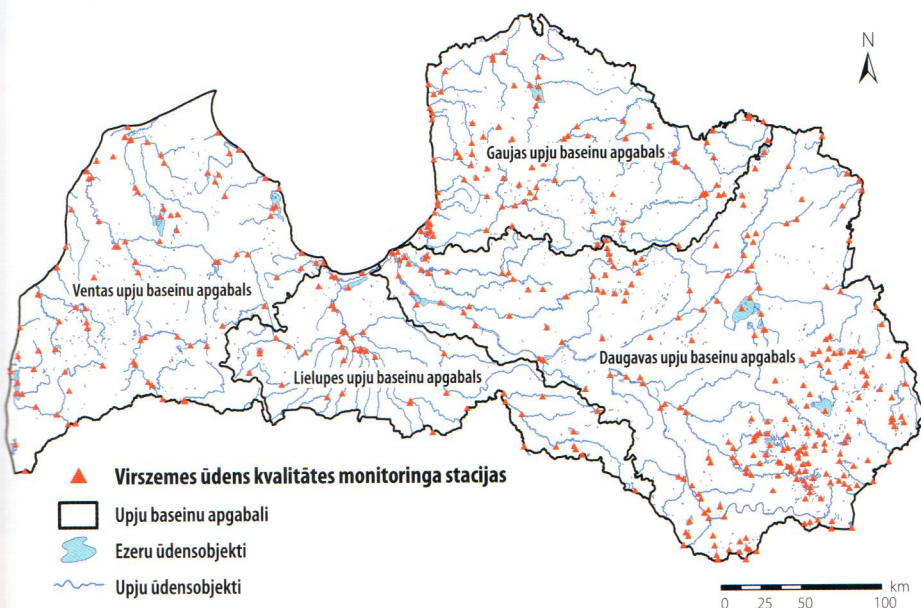 N
Gaujas upju baseinu apgabals
Ventas upju baseinu apgabals
Daugavas upju baseinu apgabals
Lielupes upju baseinu apgabals
Virszemes ūdens kvalitātes monitoringa stacijas
Upju baseinu apgabali
Ezeru ūdensobjekti
Upju ūdensobjekti
km
0 25 50 100